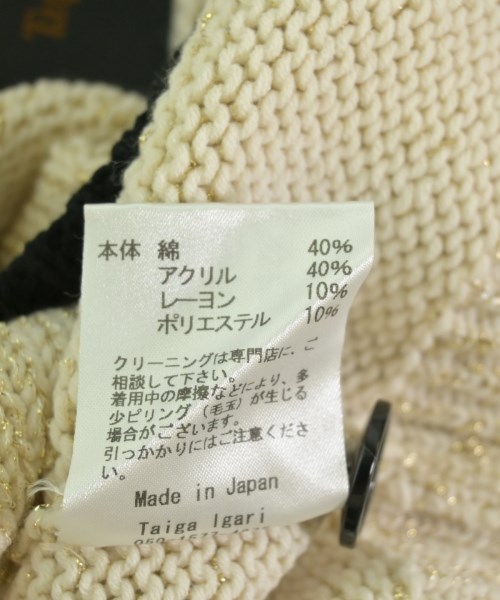 本体 綿 40%
アクリル 40%
レーヨン 10%
ポリエステル 10%
クリーニングは専門店に、ご
相談して下さい。
着用中の摩擦などにより、多
少ピリング(毛玉)が生じる
場合がございます。
引っかかりにはご注意くださ
い。
Made in Japan
Taiga Igari